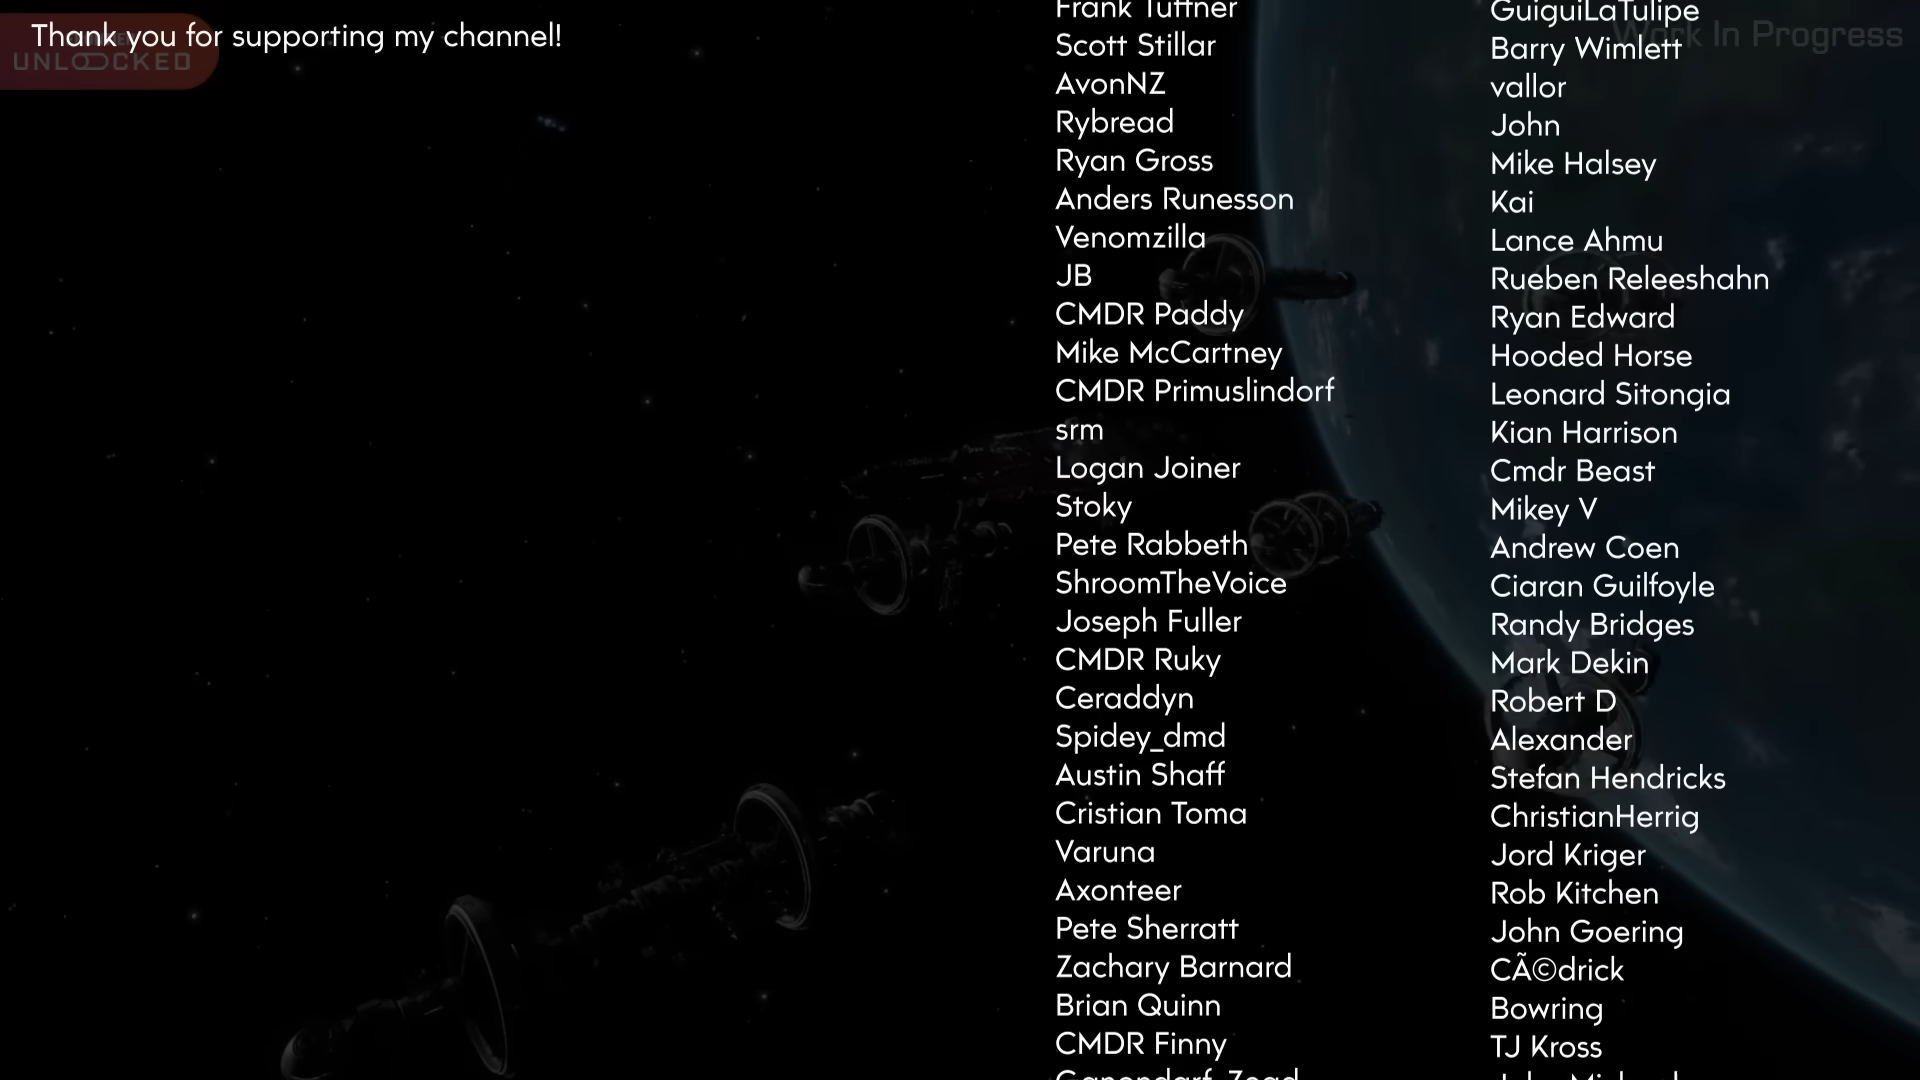 Thank you for supporting my channel!
UNLOCKED
Work In Progress
Frank Tuffner
Scott Stillar
AvonNZ
Rybread
Ryan Gross
Anders Runesson
Venomzilla
JB
CMDR Paddy
Mike McCartney
CMDR Primuslindorf
srm
Logan Joiner
Stoky
Pete Rabbeth
ShroomTheVoice
Joseph Fuller
CMDR Ruky
Ceraddyn
Spidey_dmd
Austin Shaff
Cristian Toma
Varuna
Axonteer
Pete Sherratt
Zachary Barnard
Brian Quinn
CMDR Finny
GuiguiLaTulipe
Barry Wimlett
vallor
John
Mike Halsey
Kai
Lance Ahmu
Rueben Releeshahn
Ryan Edward
Hooded Horse
Leonard Sitongia
Kian Harrison
Cmdr Beast
Mikey V
Andrew Coen
Ciaran Guilfoyle
Randy Bridges
Mark Dekin
Robert D
Alexander
Stefan Hendricks
ChristianHerrig
Jord Kriger
Rob Kitchen
John Goering
CÃ©drick
Bowring
TJ Kross